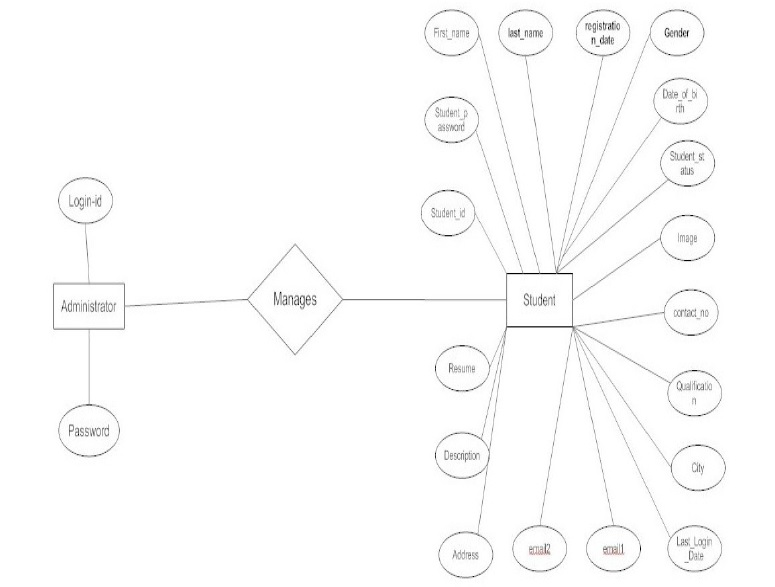 First_name
last_name
registratio
n_date
Gender
Student_p
assword
Date_of_bi
rth
Student_st
atus
Login-id
Student_id
Image
Administrator
Manages
Student
contact_no
Resume
Qualificatio
n
Password
Description
City
Address
email2
email1
Last_Login
_Date